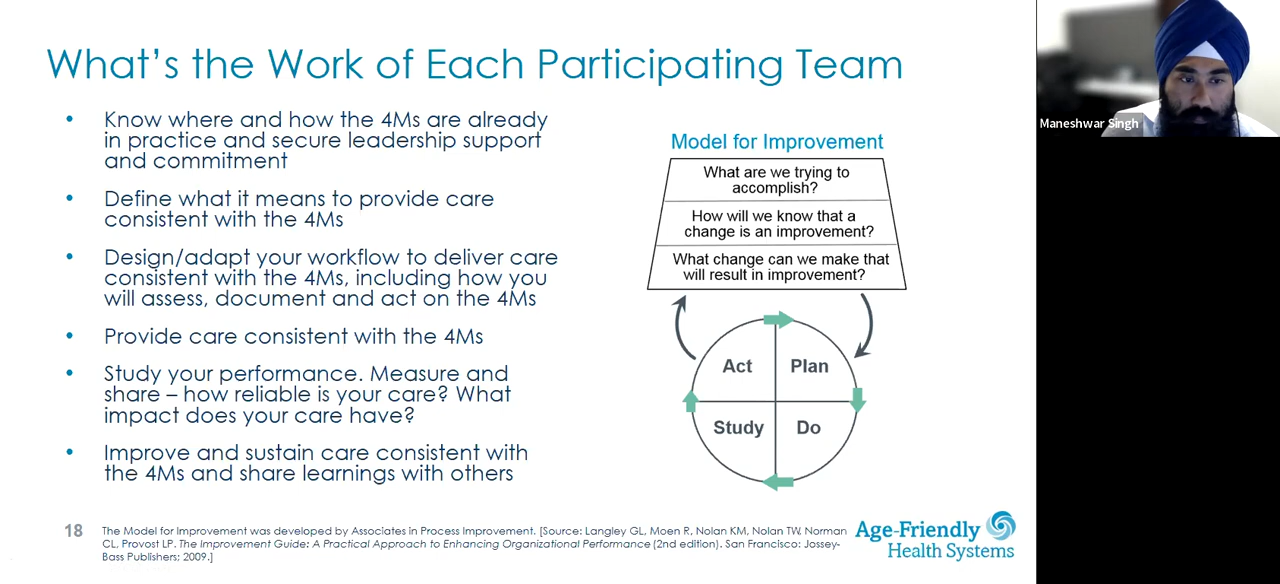 What's the Work of Each Participating Team
• Know where and how the 4Ms are already
in practice and secure leadership support
and commitment
• Define what it means to provide care
consistent with the 4Ms
• Design/adapt your workflow to deliver care
consistent with the 4Ms, including how you
will assess, document and act on the 4Ms
• Provide care consistent with the 4Ms
• Study your performance. Measure and
share – how reliable is your care? What
impact does your care have?
• Improve and sustain care consistent with
the 4Ms and share learnings with others
Model for Improvement
What are we trying to
accomplish?
How will we know that a
change is an improvement?
What change can we make that
will result in improvement?
Act
Plan
Study
Do
18
The Model for Improvement was developed by Associates in Process Improvement. [Source: Langley GL, Moen R, Nolan KM, Nolan TW, Norman
CL, Provost LP. The Improvement Guide: A Practical Approach to Enhancing Organizational Performance (2nd edition). San Francisco: Jossey-
Bass Publishers; 2009.]
Age-Friendly
Health Systems
Maneshwar Singh